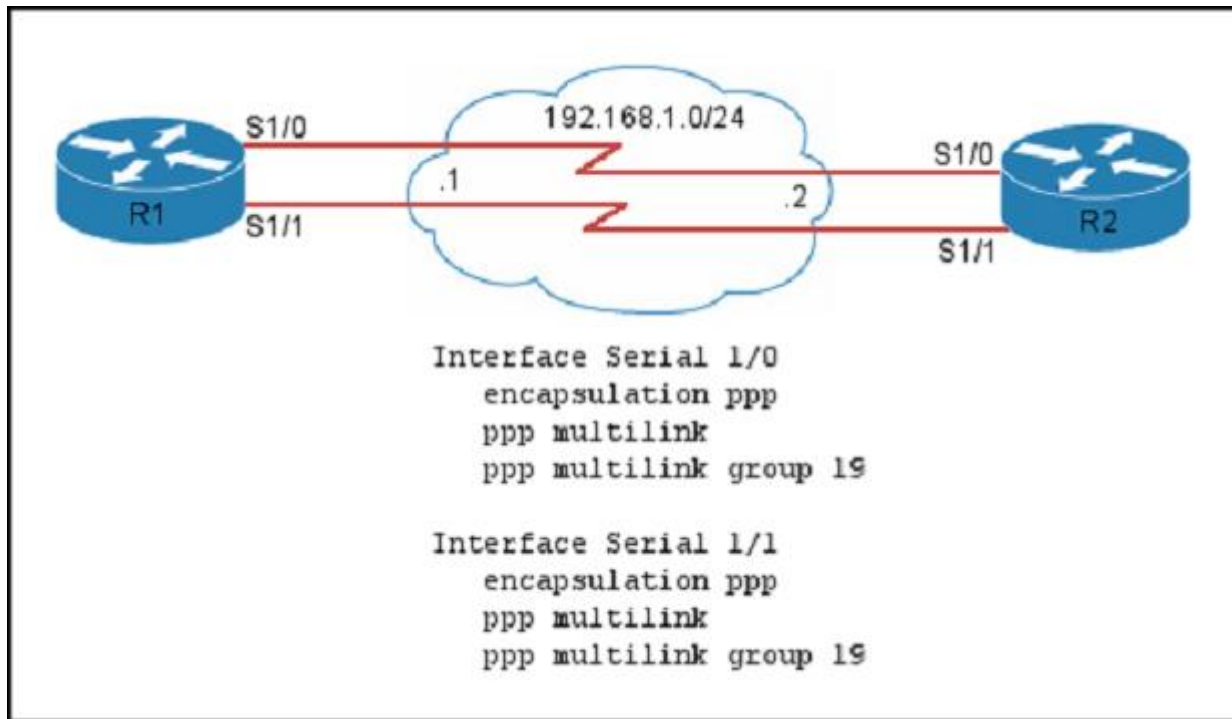 192.168.1.0/24
S1/0
S1/0
.1
.2
R1
R2
S1/1
S1/1
Interface Serial 1/0
encapsulation ppp
ppp multilink
ppp multilink group 19
Interface Serial 1/1
encapsulation ppp
ppp multilink
ppp multilink group 19